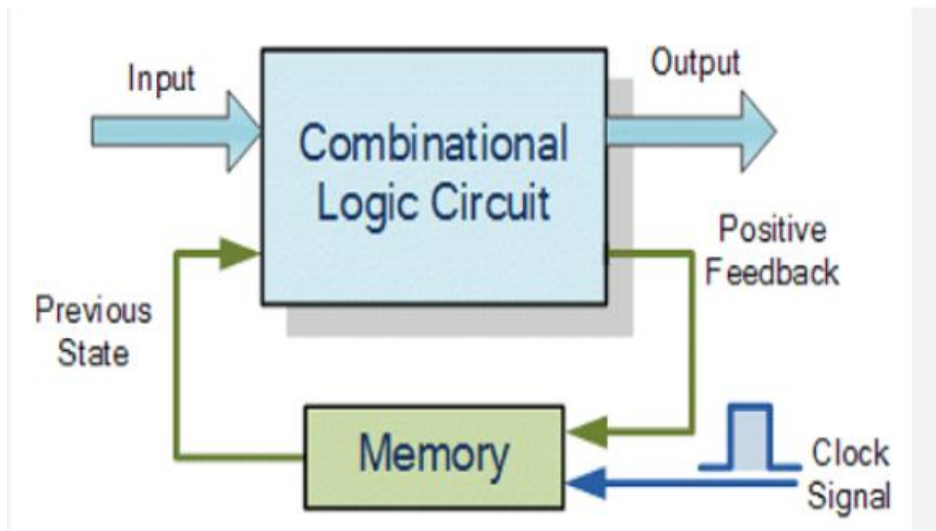 Input
Output
Combinational
Logic Circuit
Positive
Feedback
Previous
State
Memory
Clock
Signal